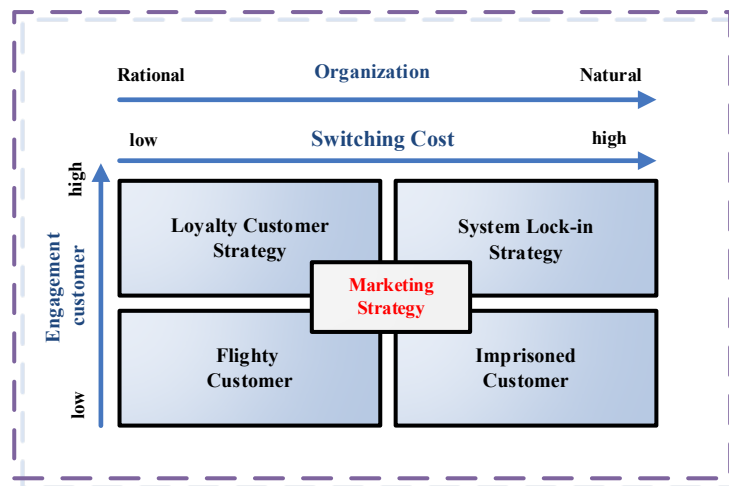 Rational Organization Natural
low Switching Cost high
high
Engagement
customer
low
Loyalty Customer
Strategy
System Lock-in
Strategy
Marketing
Strategy
Flighty
Customer
Imprisoned
Customer